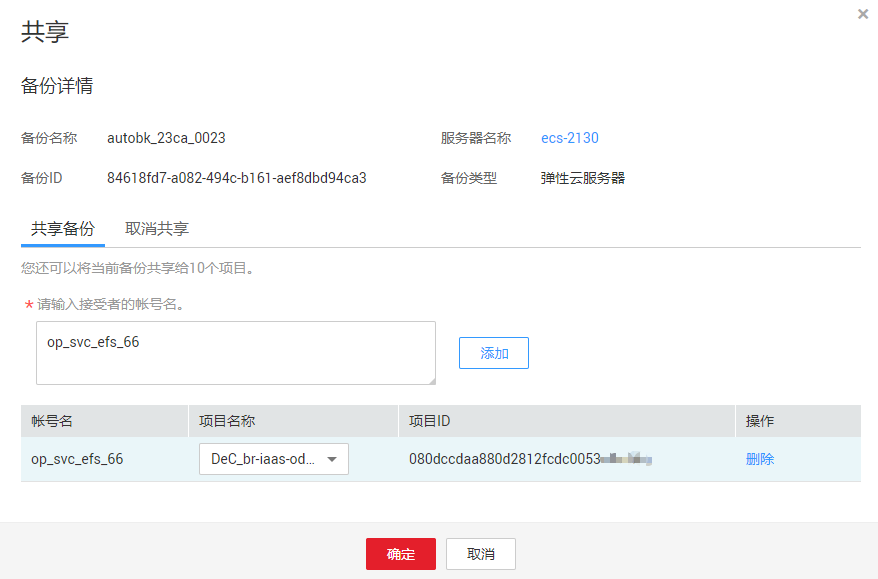 共享
备份详情
备份名称 autobk_23ca_0023 服务器名称 ecs-2130
备份ID 84618fd7-a082-494c-b161-aef8dbd94ca3 备份类型 弹性云服务器
共享备份 取消共享
您还可以将当前备份共享给10个项目。
* 请输入接受者的帐号名。
op_svc_efs_66
添加
帐号名 项目名称 项目ID 操作
op_svc_efs_66 DeC_br-iaas-od... 080dccdaa880d2812fcdc0053 删除
确定 取消